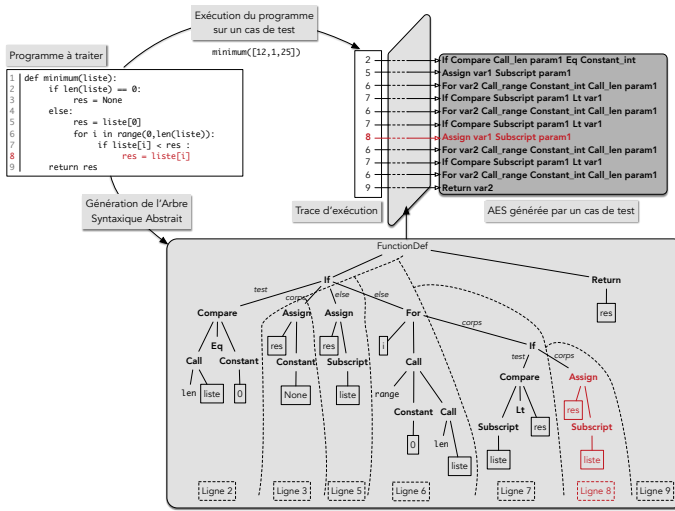 Exécution du programme
sur un cas de test
minimum([12,1,25])
Programme à traiter
1 def minimum(liste):
2 if len(liste) == 0:
3 res = None
4 else:
5 res = liste[0]
6 for i in range(0,len(liste)):
7 if liste[i] < res :
8 res = liste[i]
9 return res
2 If Compare Call_len param1 Eq Constant_int
5 Assign var1 Subscript param1
6 For var2 Call_range Constant_int Call_len param1
7 If Compare Subscript param1 Lt var1
6 For var2 Call_range Constant_int Call_len param1
7 If Compare Subscript param1 Lt var1
8 Assign var1 Subscript param1
6 For var2 Call_range Constant_int Call_len param1
7 If Compare Subscript param1 Lt var1
6 For var2 Call_range Constant_int Call_len param1
9 Return var2
Génération de l'Arbre
Syntaxique Abstrait
Trace d'exécution
AES générée par un cas de test
FunctionDef
If
Return
test
corps
else
else
res
Compare
Assign
Assign
For
corps
Eq
res
res
i
If
Call
Constant
Constant
Subscript
Call
test
corps
len
liste
0
None
liste
range
Compare
Assign
Constant
Call
Lt
res
Subscript
res
Subscript
0
len
liste
liste
liste
Ligne 2
Ligne 3
Ligne 5
Ligne 6
Ligne 7
Ligne 8
Ligne 9